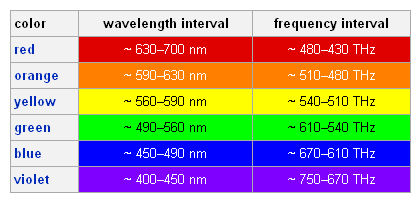 color wavelength interval frequency interval
red ~ 630–700 nm ~ 480–430 THz
orange ~ 590–630 nm ~ 510–480 THz
yellow ~ 560–590 nm ~ 540–510 THz
green ~ 490–560 nm ~ 610–540 THz
blue ~ 450–490 nm ~ 670–610 THz
violet ~ 400–450 nm ~ 750–670 THz